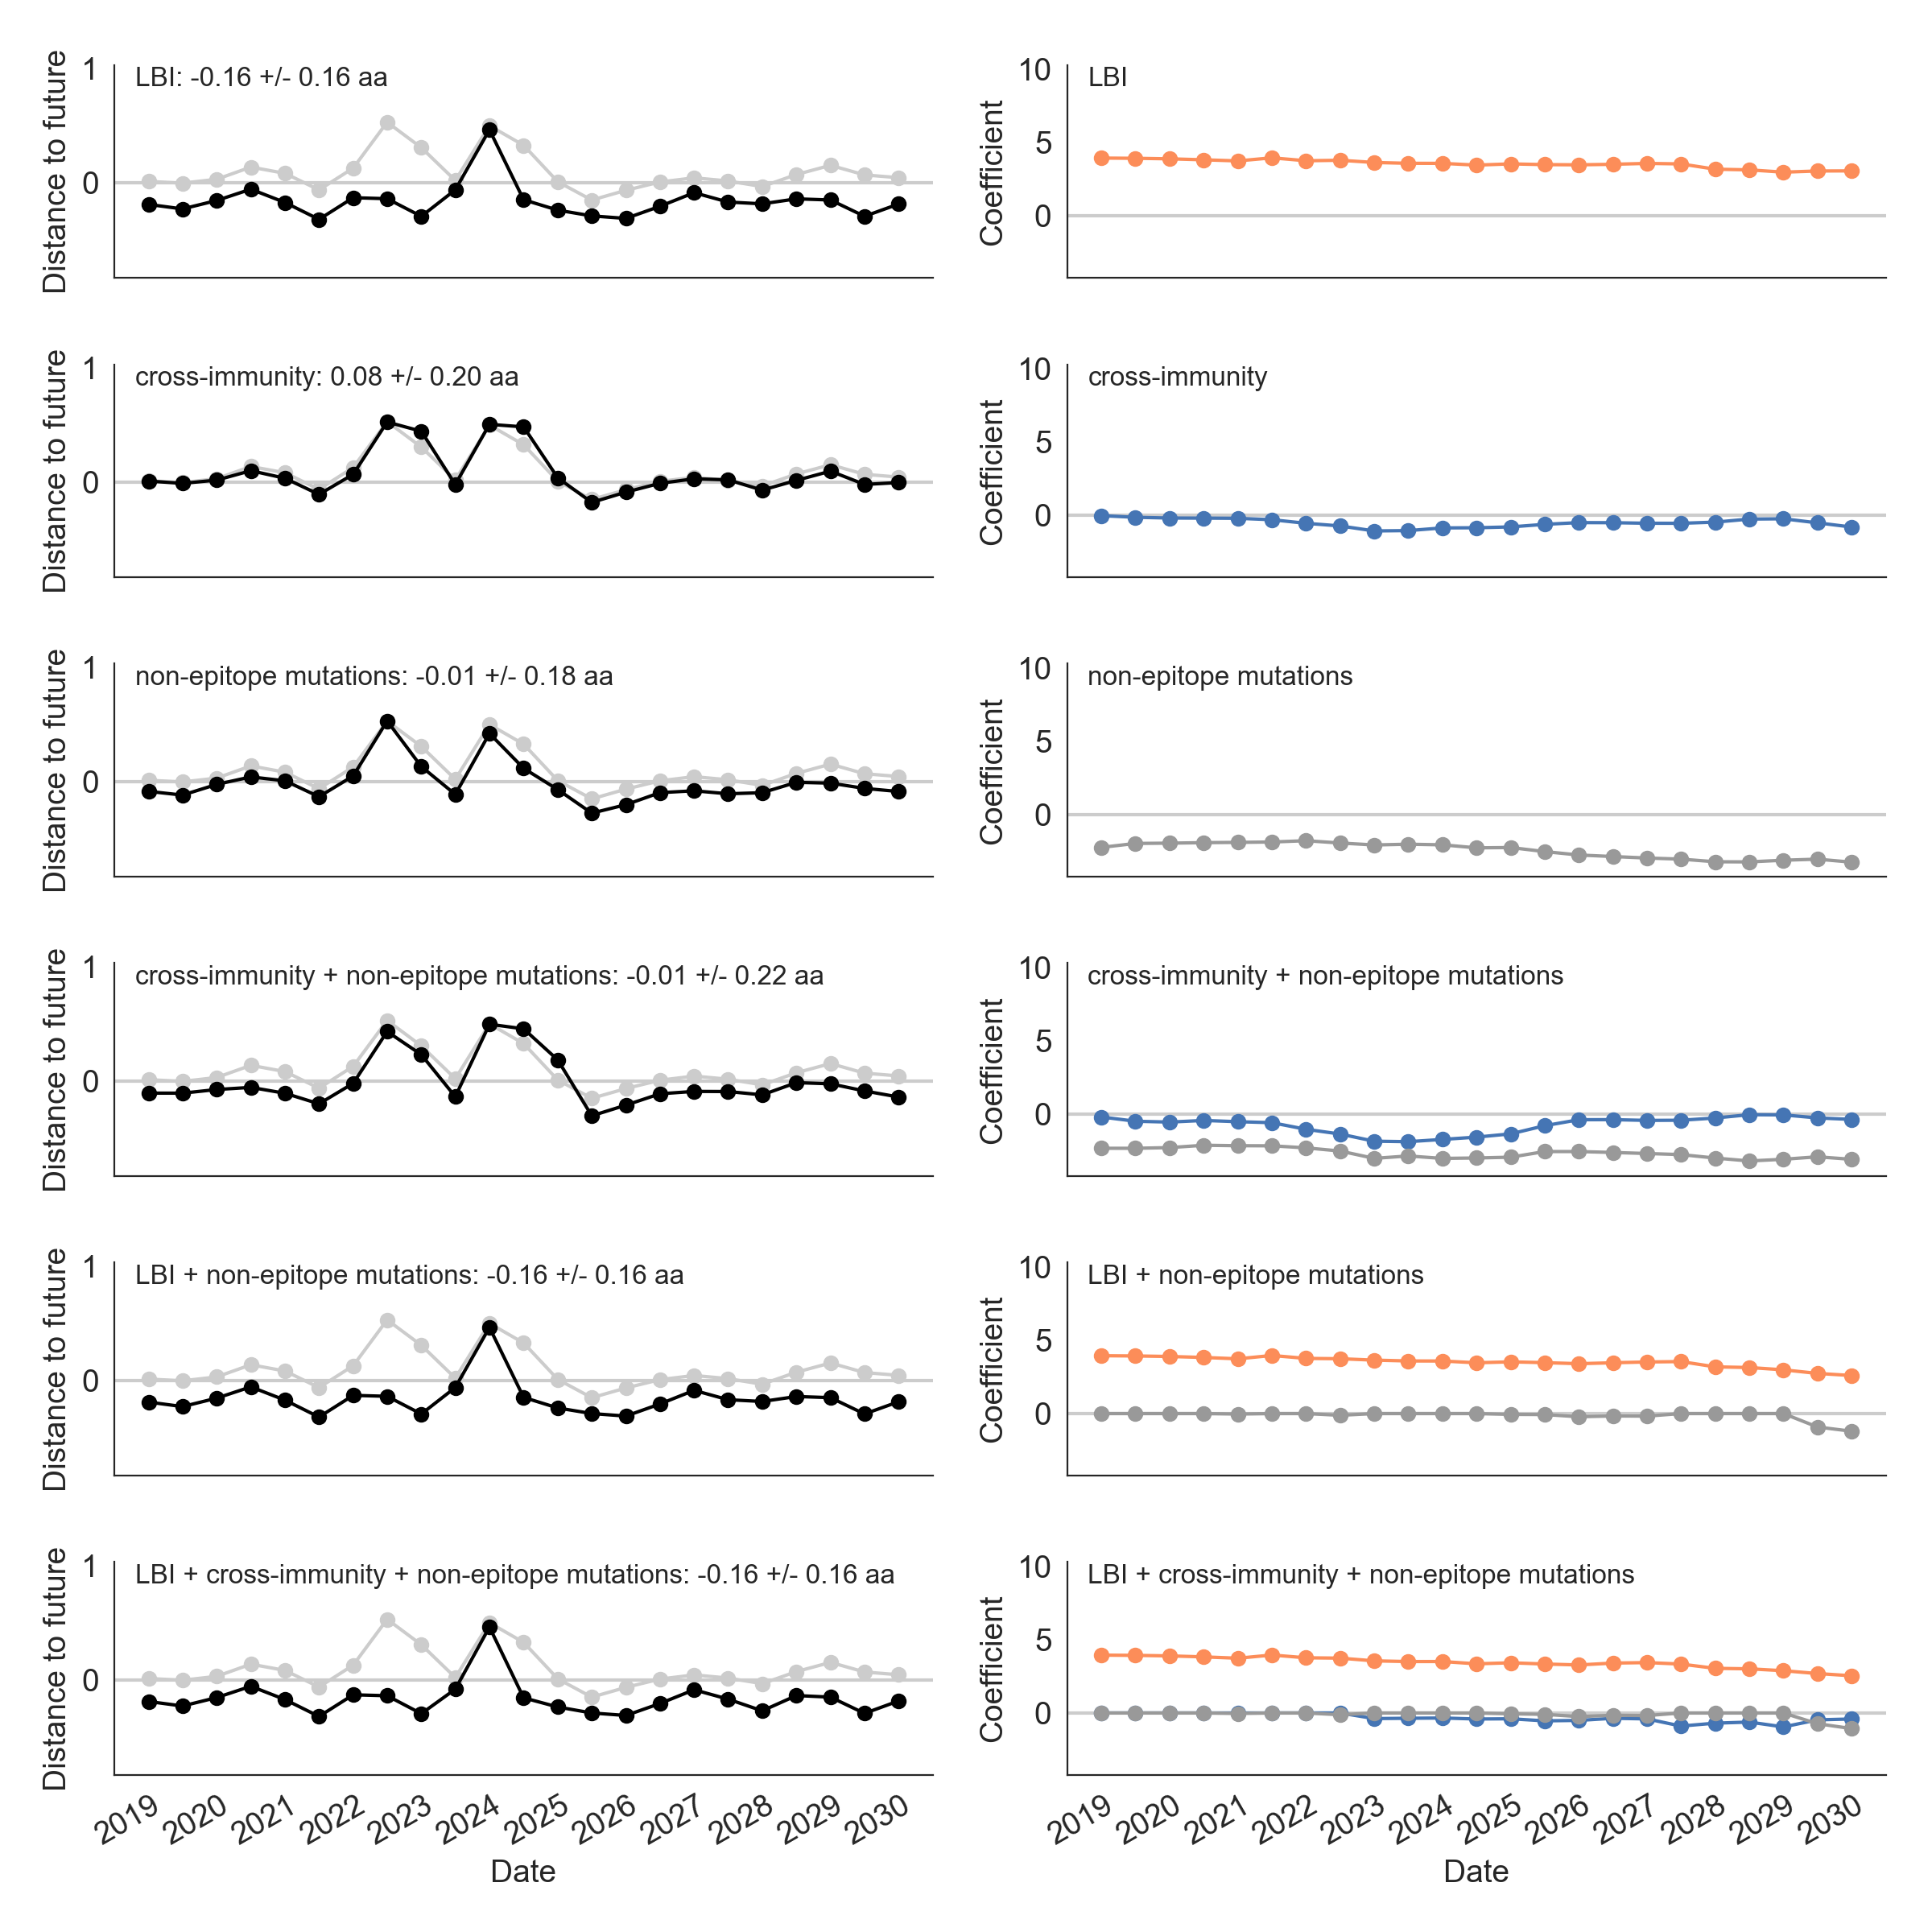 Distance to future
1
0
LBI: -0.16 +/- 0.16 aa
Coefficient
10
5
0
LBI
Distance to future
1
0
cross-immunity: 0.08 +/- 0.20 aa
Coefficient
10
5
0
cross-immunity
Distance to future
1
0
non-epitope mutations: -0.01 +/- 0.18 aa
Coefficient
10
5
0
non-epitope mutations
Distance to future
1
0
cross-immunity + non-epitope mutations: -0.01 +/- 0.22 aa
Coefficient
10
5
0
cross-immunity + non-epitope mutations
Distance to future
1
0
LBI + non-epitope mutations: -0.16 +/- 0.16 aa
Coefficient
10
5
0
LBI + non-epitope mutations
Distance to future
1
0
LBI + cross-immunity + non-epitope mutations: -0.16 +/- 0.16 aa
Coefficient
10
5
0
LBI + cross-immunity + non-epitope mutations
2019 2020 2021 2022 2023 2024 2025 2026 2027 2028 2029 2030
Date
2019 2020 2021 2022 2023 2024 2025 2026 2027 2028 2029 2030
Date